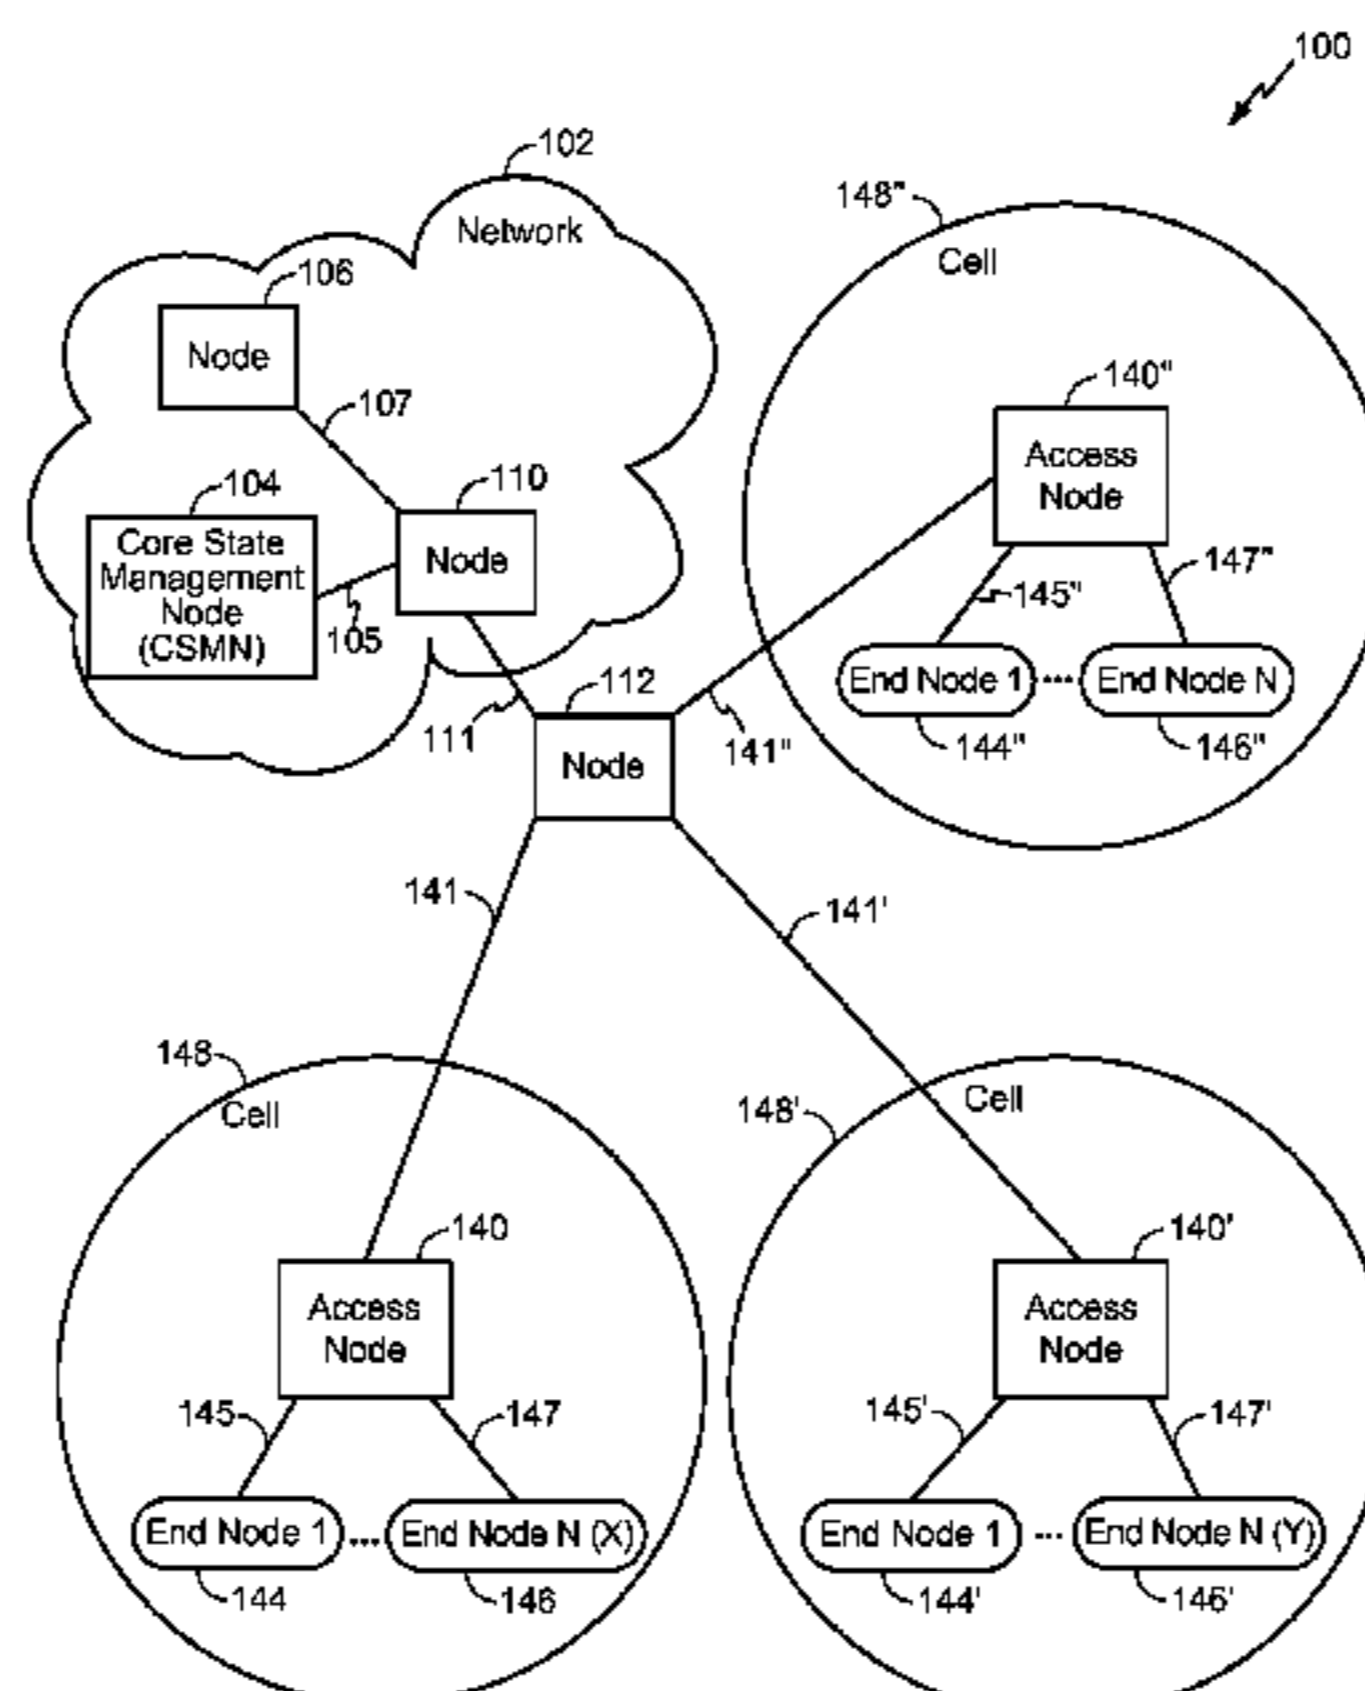 100
102
Network
106
Node
107
104
Core State
Management
Node
(CSMN)
105
110
Node
111
112
Node
148"
Cell
140"
Access
Node
145"
147"
End Node 1 ... End Node N
144"
146"
141"
141
141'
148
Cell
140
Access
Node
145
147
End Node 1 ... End Node N (X)
144
146
148'
Cell
140'
Access
Node
145'
147'
End Node 1 ... End Node N (Y)
144'
146'